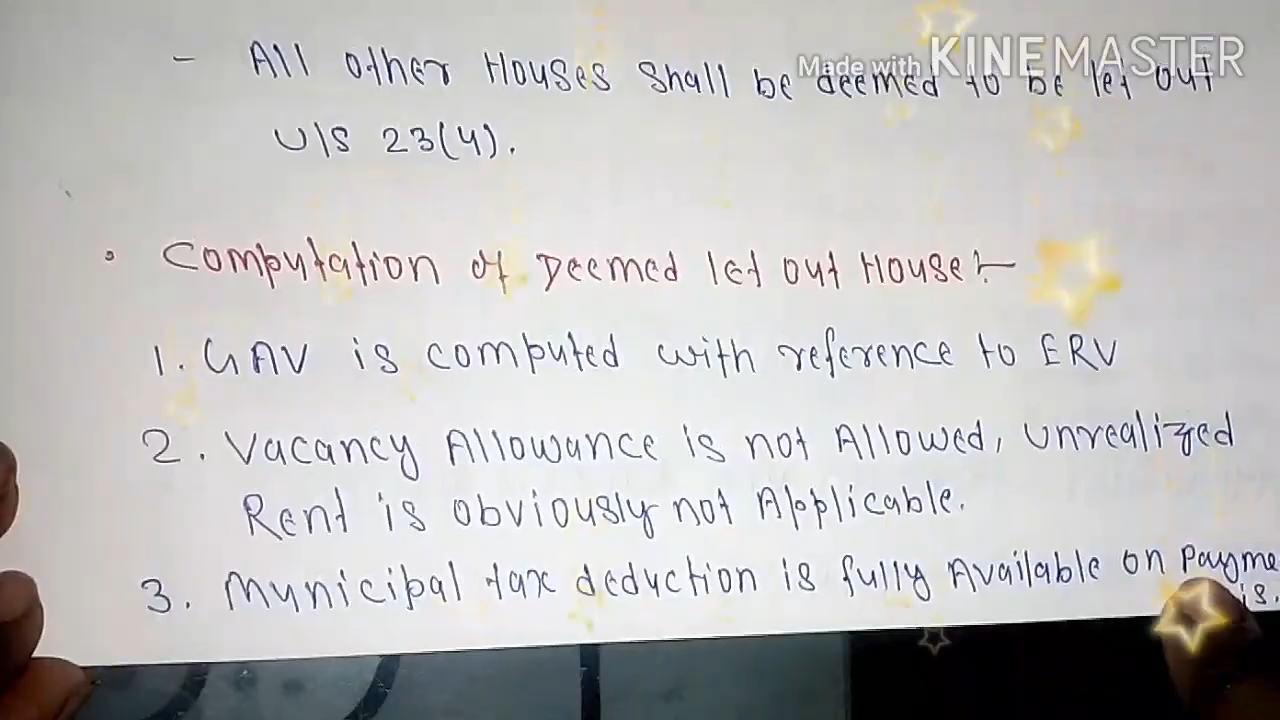 Made with KINEMASTER
- All other Houses shall be deemed to be let out
U/S 23(4).
• Computation of Deemed let out House:-
1. GAV is computed with reference to ERV
2. Vacancy Allowance is not Allowed, Unrealized
Rent is obviously not Applicable.
3. Municipal tax deduction is fully Available on Payme
is.